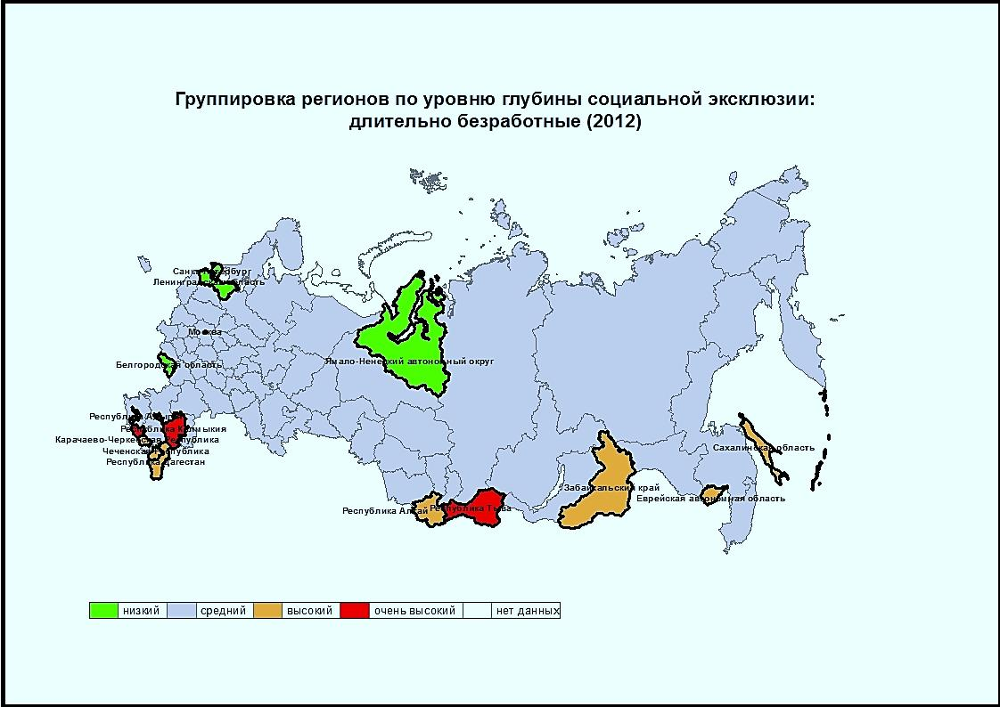 Группировка регионов по уровню глубины социальной эксклюзии:
длительно безработные (2012)
Санкт-Петербург
Ленинградская область
Москва
Белгородская область
Ямало-Ненецкий автономный округ
Республика Адыгея
Республика Калмыкия
Карачаево-Черкесская Республика
Чеченская Республика
Республика Дагестан
Сахалинская область
Забайкальский край
Еврейская автономная область
Республика Алтай
Республика Тыва
низкий средний высокий очень высокий нет данных